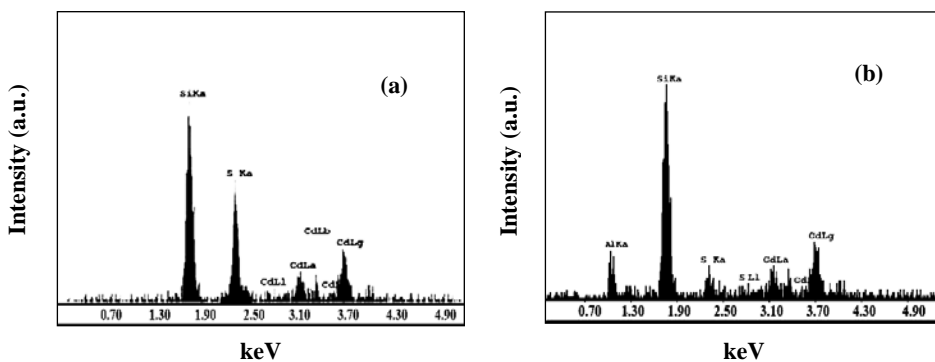 Intensity (a.u.)
(a)
SiKa
S Ka
CdLb
CdLg
CdLa
CdLl
Cd
0.70 1.30 1.90 2.50 3.10 3.70 4.30 4.90
keV
Intensity (a.u.)
(b)
SiKa
AlKa
S Ka
S Ll
CdLa
CdLg
Cd
0.70 1.30 1.90 2.50 3.10 3.70 4.30 4.90
keV